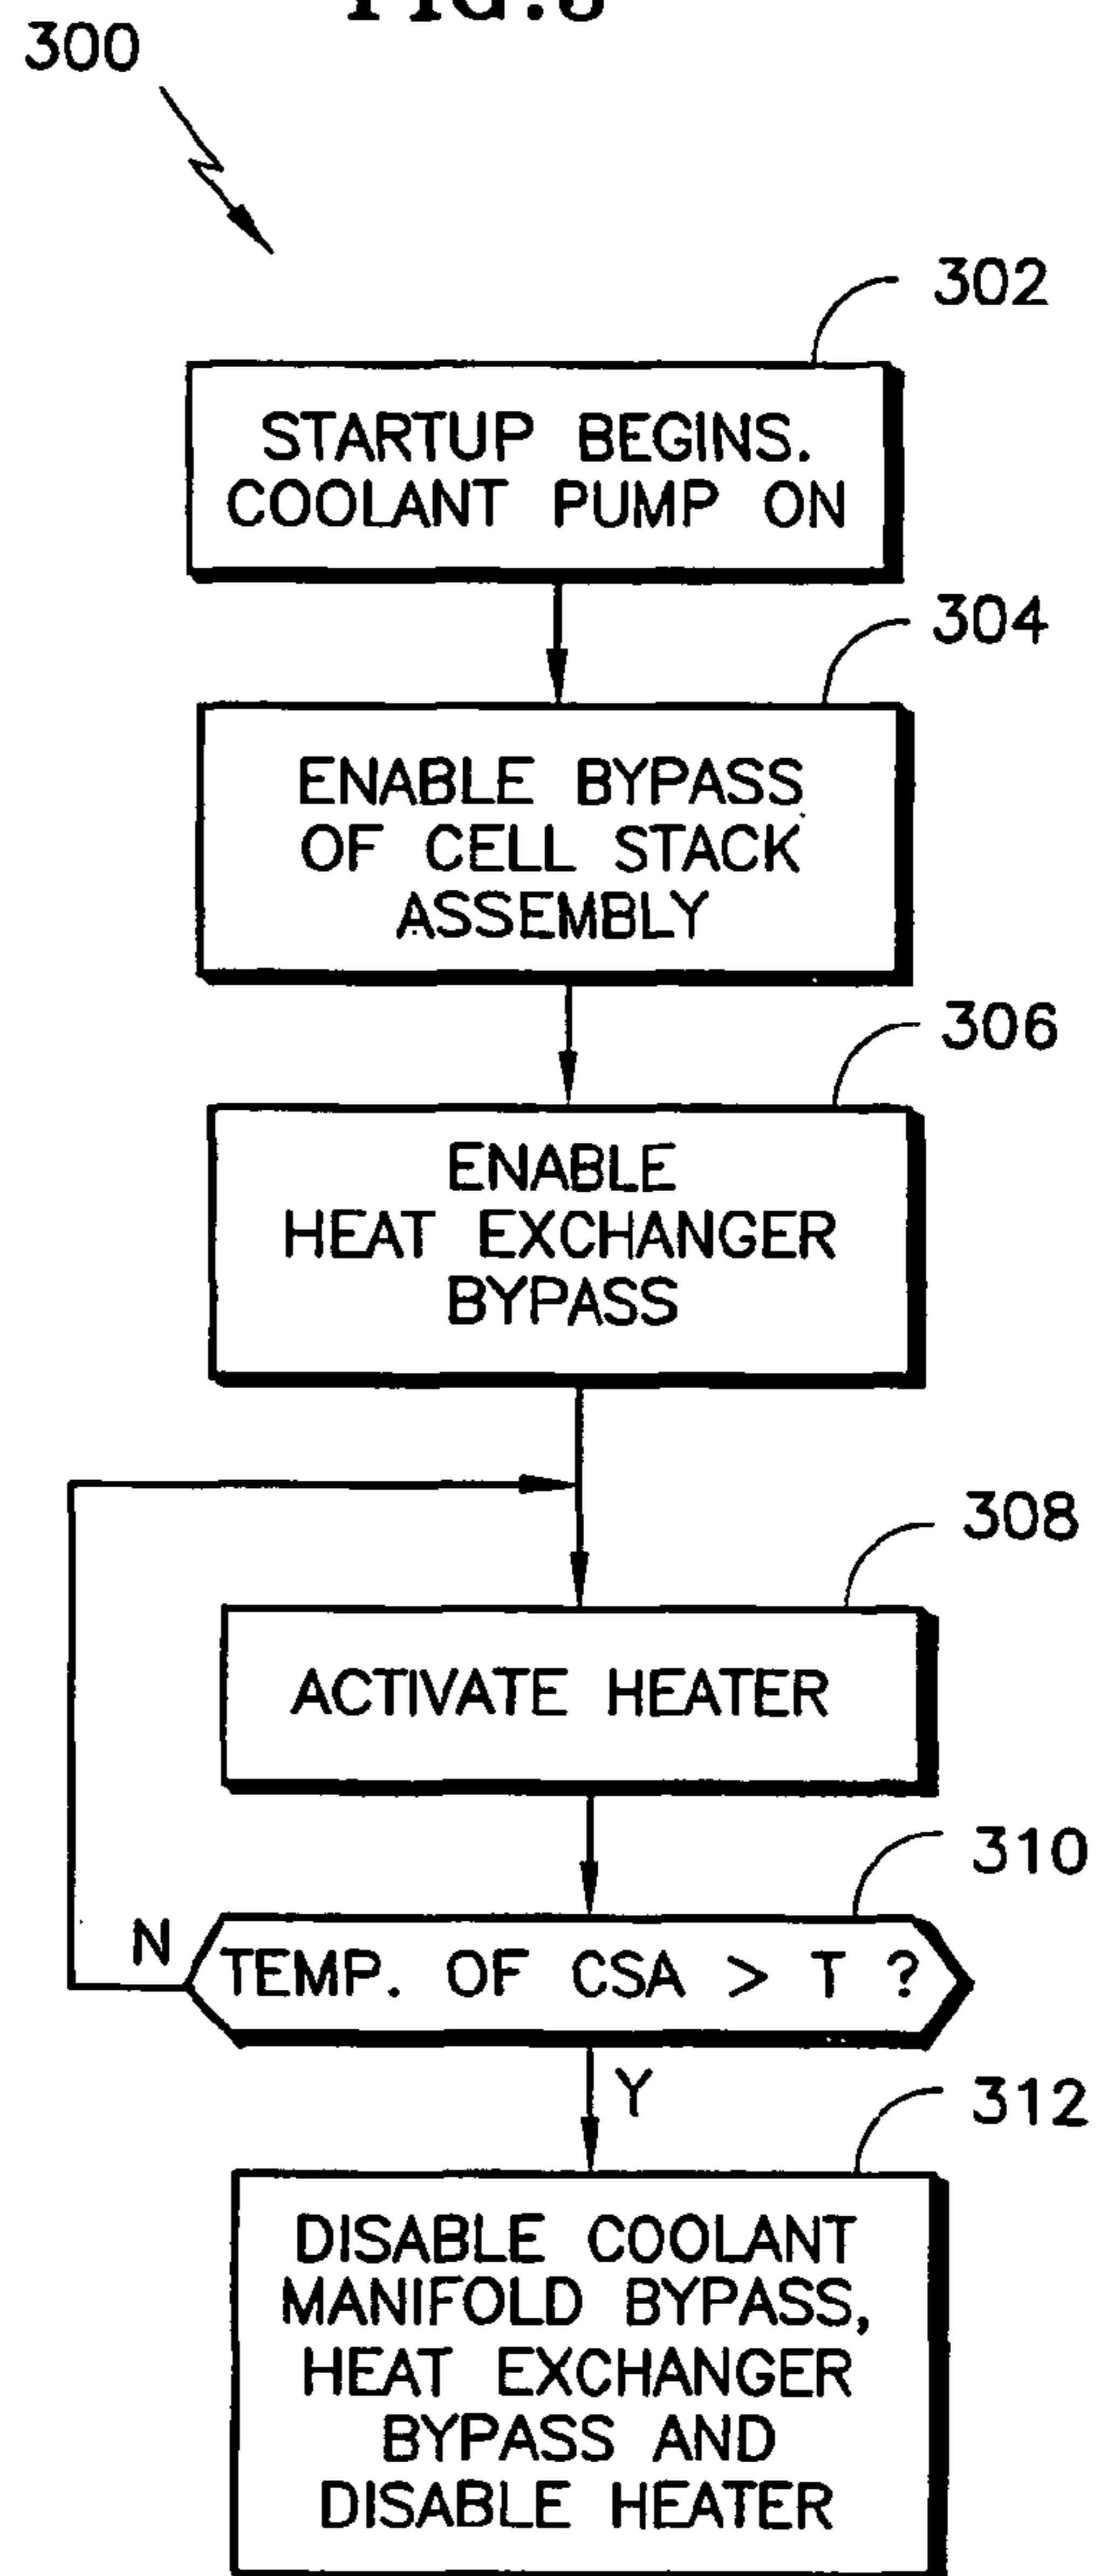 300
302
STARTUP BEGINS.
COOLANT PUMP ON
304
ENABLE BYPASS
OF CELL STACK
ASSEMBLY
306
ENABLE
HEAT EXCHANGER
BYPASS
308
ACTIVATE HEATER
310
N
TEMP. OF CSA > T ?
Y
312
DISABLE COOLANT
MANIFOLD BYPASS,
HEAT EXCHANGER
BYPASS AND
DISABLE HEATER